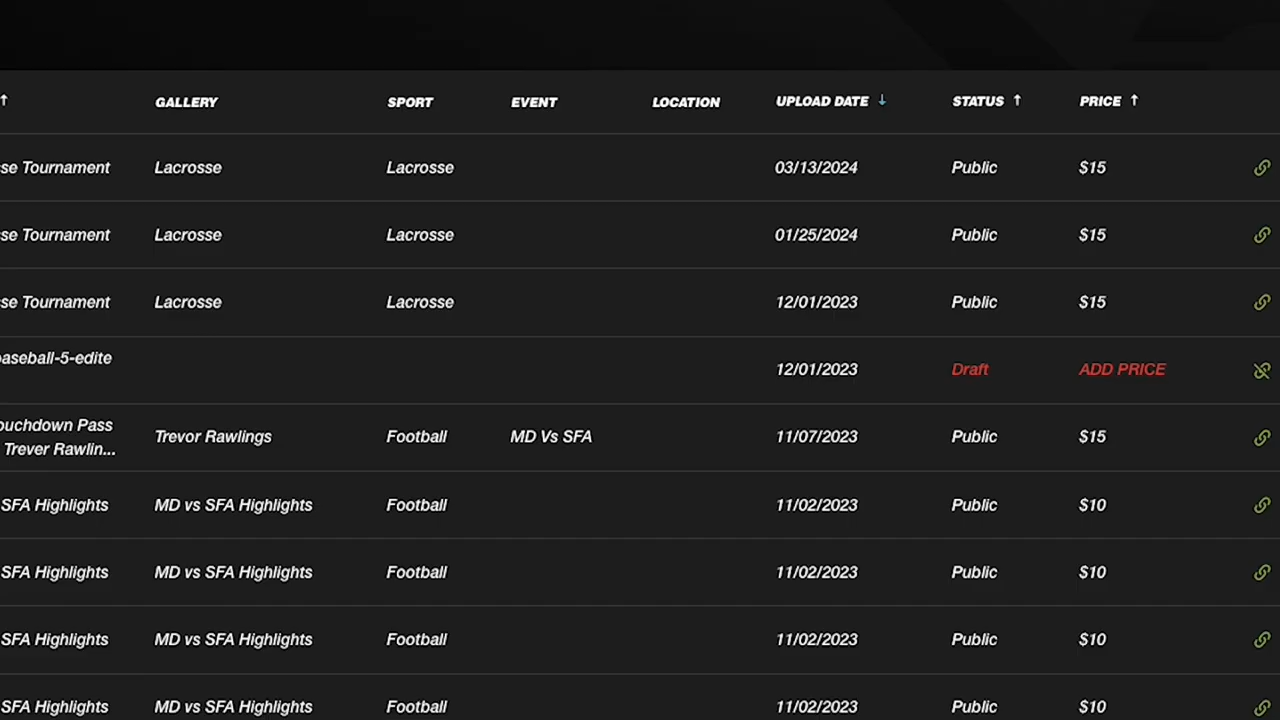 ↑ GALLERY SPORT EVENT LOCATION UPLOAD DATE ↓ STATUS ↑ PRICE ↑
se Tournament Lacrosse Lacrosse 03/13/2024 Public $15
se Tournament Lacrosse Lacrosse 01/25/2024 Public $15
se Tournament Lacrosse Lacrosse 12/01/2023 Public $15
aseball-5-edite 12/01/2023 Draft ADD PRICE
ouchdown Pass
Trever Rawlin... Trevor Rawlings Football MD Vs SFA 11/07/2023 Public $15
SFA Highlights MD vs SFA Highlights Football 11/02/2023 Public $10
SFA Highlights MD vs SFA Highlights Football 11/02/2023 Public $10
SFA Highlights MD vs SFA Highlights Football 11/02/2023 Public $10
SFA Highlights MD vs SFA Highlights Football 11/02/2023 Public $10